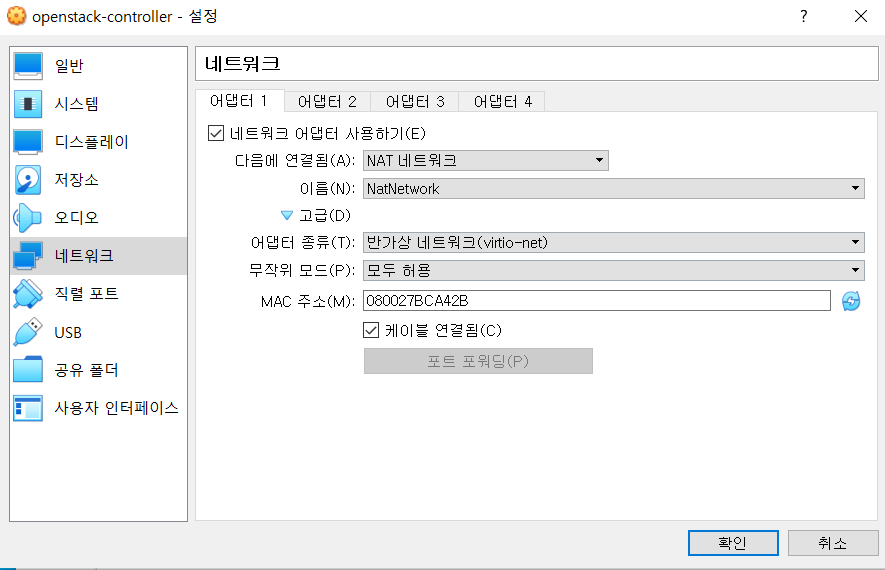 openstack-controller - 설정
?
일반
시스템
디스플레이
저장소
오디오
네트워크
직렬 포트
USB
공유 폴더
사용자 인터페이스
네트워크
어댑터 1 어댑터 2 어댑터 3 어댑터 4
네트워크 어댑터 사용하기(E)
다음에 연결됨(A): NAT 네트워크
이름(N): NatNetwork
고급(D)
어댑터 종류(T): 반가상 네트워크(virtio-net)
무작위 모드(P): 모두 허용
MAC 주소(M): 080027BCA42B
케이블 연결됨(C)
포트 포워딩(P)
확인 취소